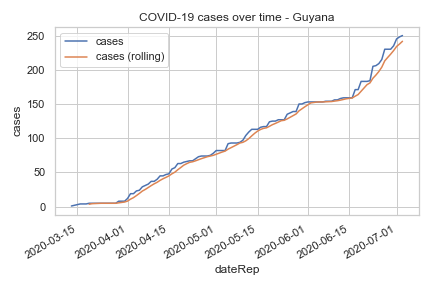 COVID-19 cases over time - Guyana
cases
cases (rolling)
250
200
150
100
50
0
cases
2020-03-15
2020-04-01
2020-04-15
2020-05-01
2020-05-15
2020-06-01
2020-06-15
2020-07-01
dateRep